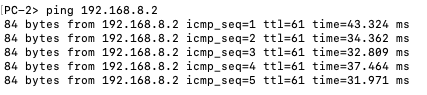 [PC-2> ping 192.168.8.2
84 bytes from 192.168.8.2 icmp_seq=1 ttl=61 time=43.324 ms
84 bytes from 192.168.8.2 icmp_seq=2 ttl=61 time=34.362 ms
84 bytes from 192.168.8.2 icmp_seq=3 ttl=61 time=32.809 ms
84 bytes from 192.168.8.2 icmp_seq=4 ttl=61 time=37.464 ms
84 bytes from 192.168.8.2 icmp_seq=5 ttl=61 time=31.971 ms